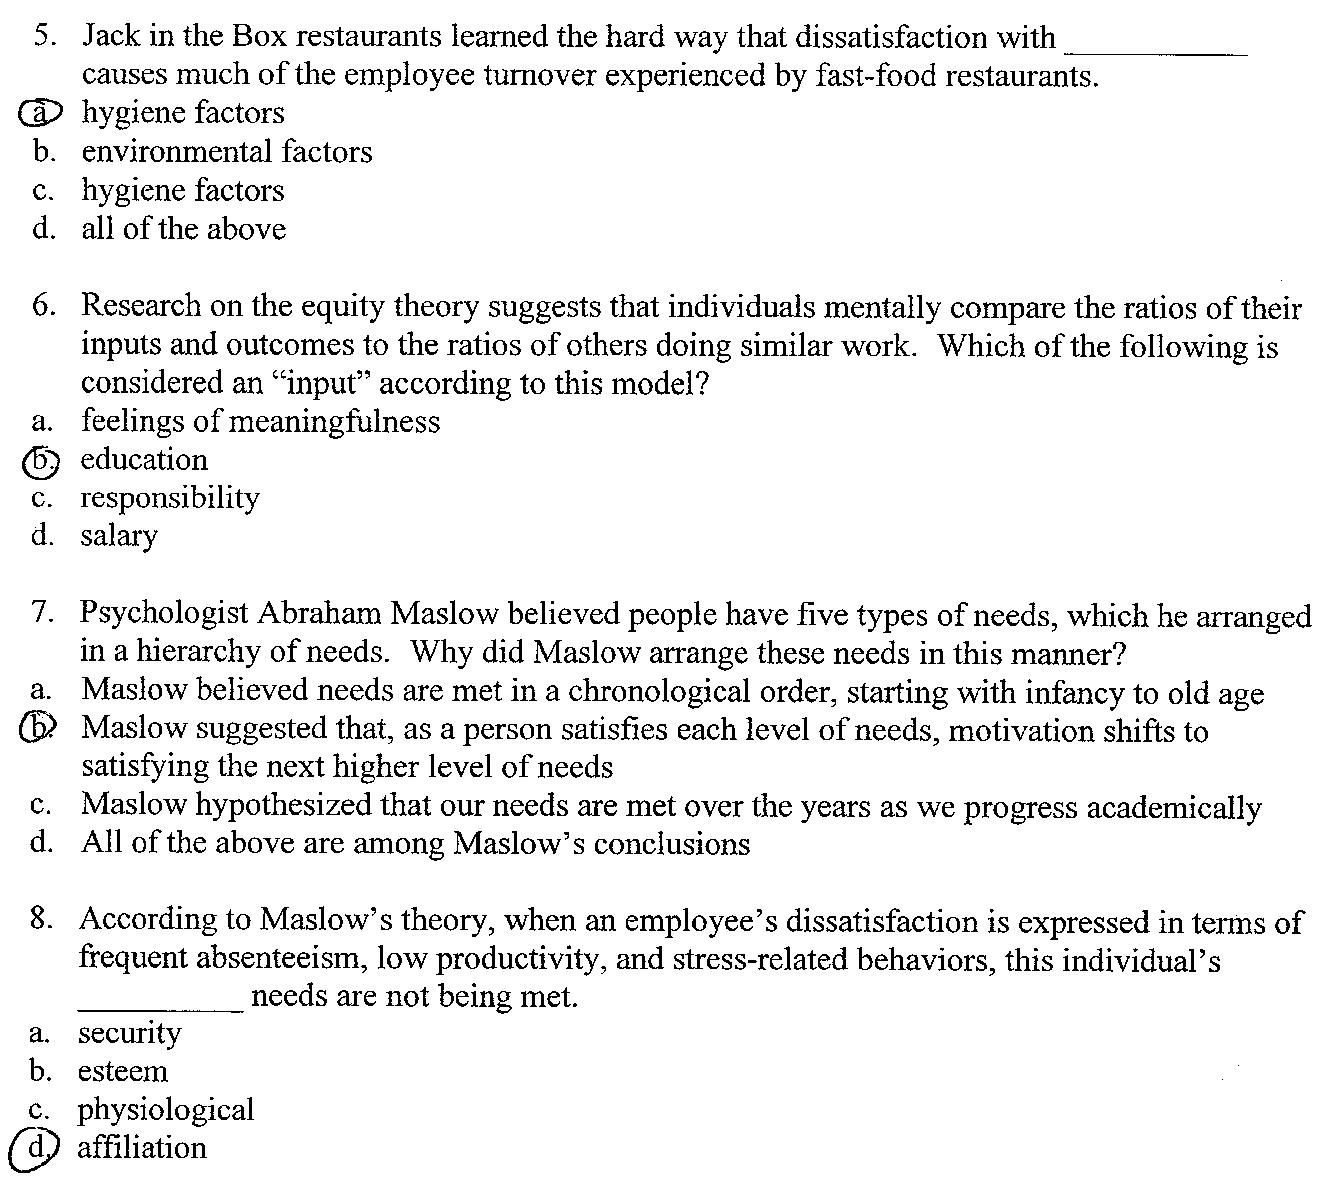 5. Jack in the Box restaurants learned the hard way that dissatisfaction with ____________
causes much of the employee turnover experienced by fast-food restaurants.
a. hygiene factors
b. environmental factors
c. hygiene factors
d. all of the above
6. Research on the equity theory suggests that individuals mentally compare the ratios of their
inputs and outcomes to the ratios of others doing similar work. Which of the following is
considered an “input” according to this model?
a. feelings of meaningfulness
b. education
c. responsibility
d. salary
7. Psychologist Abraham Maslow believed people have five types of needs, which he arranged
in a hierarchy of needs. Why did Maslow arrange these needs in this manner?
a. Maslow believed needs are met in a chronological order, starting with infancy to old age
b. Maslow suggested that, as a person satisfies each level of needs, motivation shifts to
satisfying the next higher level of needs
c. Maslow hypothesized that our needs are met over the years as we progress academically
d. All of the above are among Maslow’s conclusions
8. According to Maslow’s theory, when an employee’s dissatisfaction is expressed in terms of
frequent absenteeism, low productivity, and stress-related behaviors, this individual’s
___________ needs are not being met.
a. security
b. esteem
c. physiological
d. affiliation